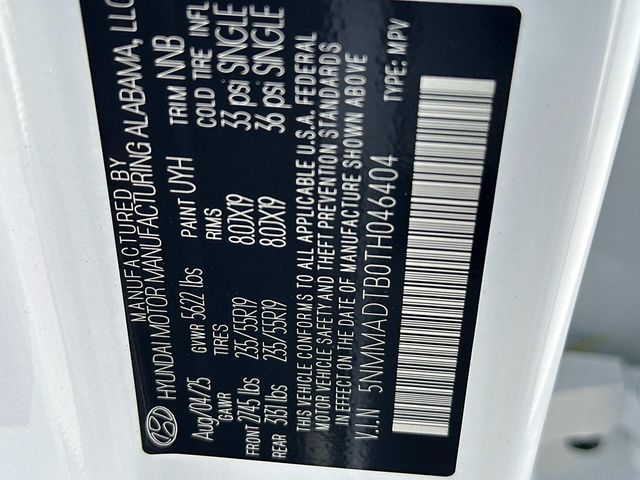 MANUFACTURED BY
HYUNDAI MOTOR MANUFACTURING ALABAMA, LLC
Aug/04/25 GVWR 5622 lbs PAINT UYH TRIM NNB
GAWR TIRES RIMS COLD TIRE INFL
FRONT 2745 lbs 235/55R19 8.0JX19 33 psi SINGLE
REAR 3131 lbs 235/55R19 8.0JX19 36 psi SINGLE
THIS VEHICLE CONFORMS TO ALL APPLICABLE U.S.A. FEDERAL
MOTOR VEHICLE SAFETY AND THEFT PREVENTION STANDARDS
IN EFFECT ON THE DATE OF MANUFACTURE SHOWN ABOVE
V.I.N 5NMMADTB0TH046404 TYPE: MPV